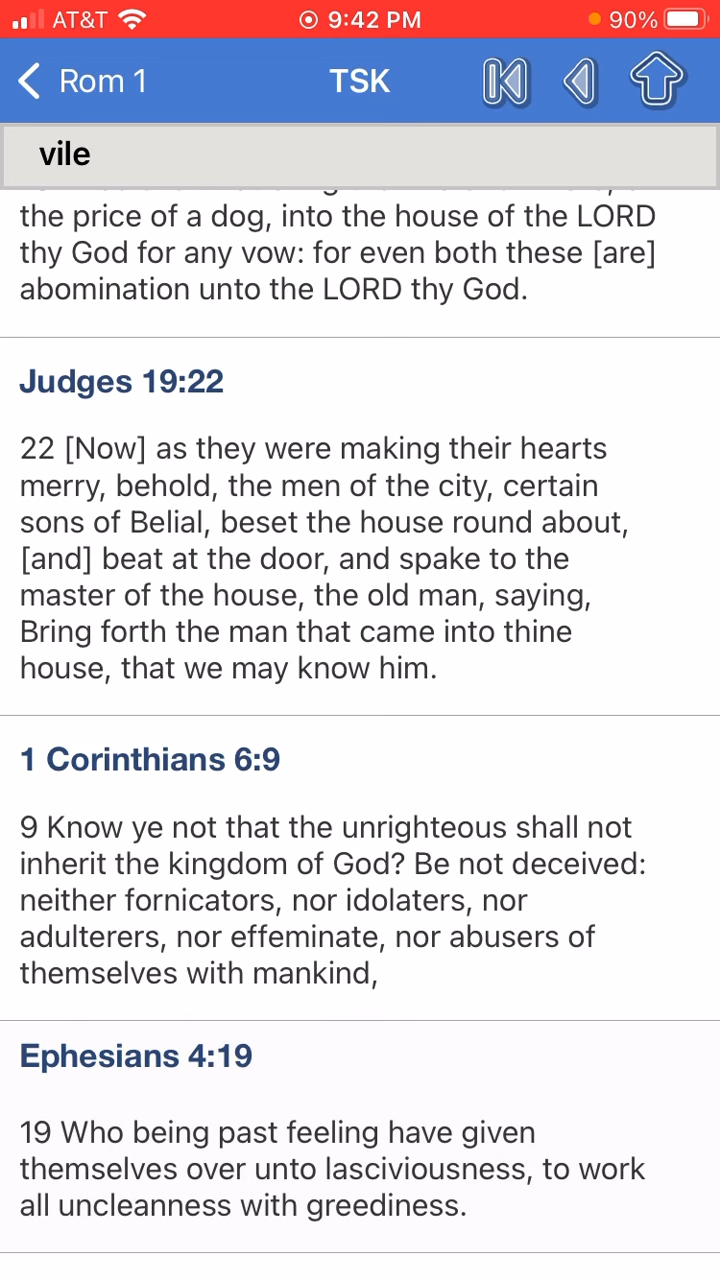 AT&T 9:42 PM 90%
Rom 1 TSK
vile
the price of a dog, into the house of the LORD
thy God for any vow: for even both these [are]
abomination unto the LORD thy God.
Judges 19:22
22 [Now] as they were making their hearts
merry, behold, the men of the city, certain
sons of Belial, beset the house round about,
[and] beat at the door, and spake to the
master of the house, the old man, saying,
Bring forth the man that came into thine
house, that we may know him.
1 Corinthians 6:9
9 Know ye not that the unrighteous shall not
inherit the kingdom of God? Be not deceived:
neither fornicators, nor idolaters, nor
adulterers, nor effeminate, nor abusers of
themselves with mankind,
Ephesians 4:19
19 Who being past feeling have given
themselves over unto lasciviousness, to work
all uncleanness with greediness.